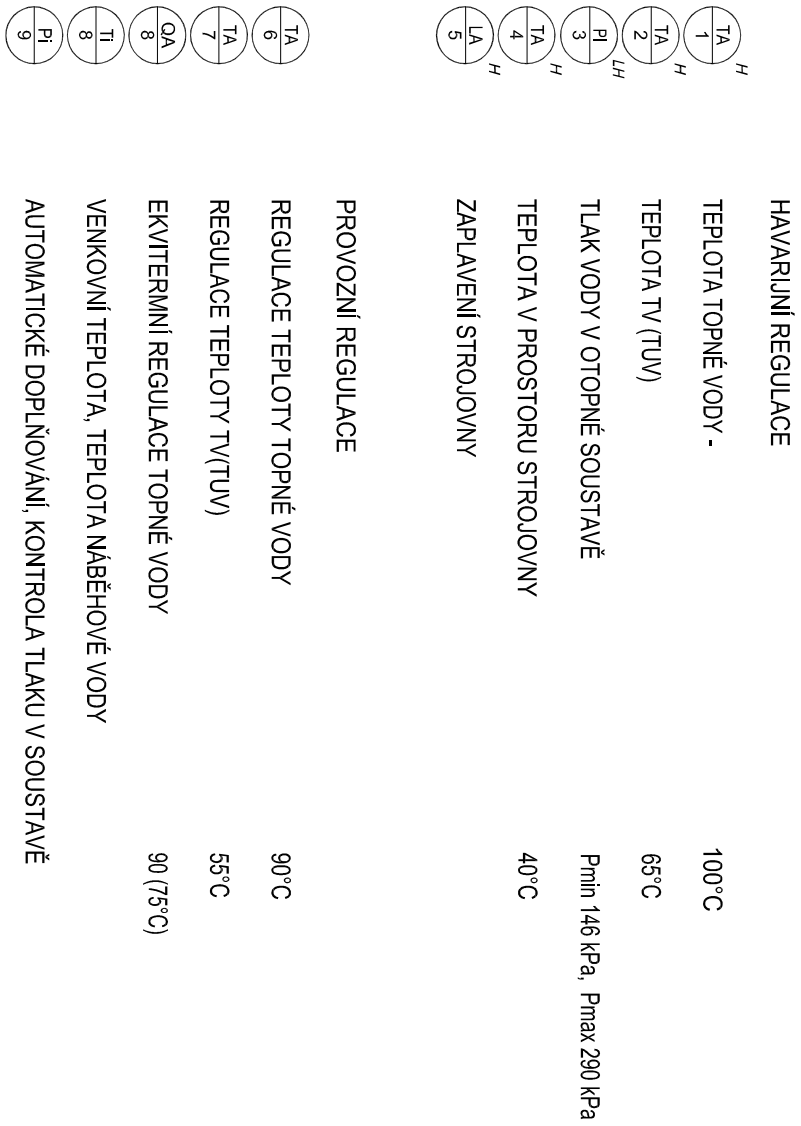 HAVARIJNÍ REGULACE
TA 1 H TEPLOTA TOPNÉ VODY - 100°C
TA 2 H TEPLOTA TV (TUV) 65°C
PI 3 LH TLAK VODY V OTOPNÉ SOUSTAVĚ Pmin 146 kPa, Pmax 290 kPa
TA 4 H TEPLOTA V PROSTORU STROJOVNY 40°C
LA 5 H ZAPLAVENÍ STROJOVNY
PROVOZNÍ REGULACE
TA 6 REGULACE TEPLOTY TOPNÉ VODY 90°C
TA 7 REGULACE TEPLOTY TV(TUV) 55°C
QA 8 EKVITERMNÍ REGULACE TOPNÉ VODY 90 (75°C)
Ti 8 VENKOVNÍ TEPLOTA, TEPLOTA NÁBĚHOVÉ VODY
Pi 9 AUTOMATICKÉ DOPLŇOVÁNÍ, KONTROLA TLAKU V SOUSTAVĚ